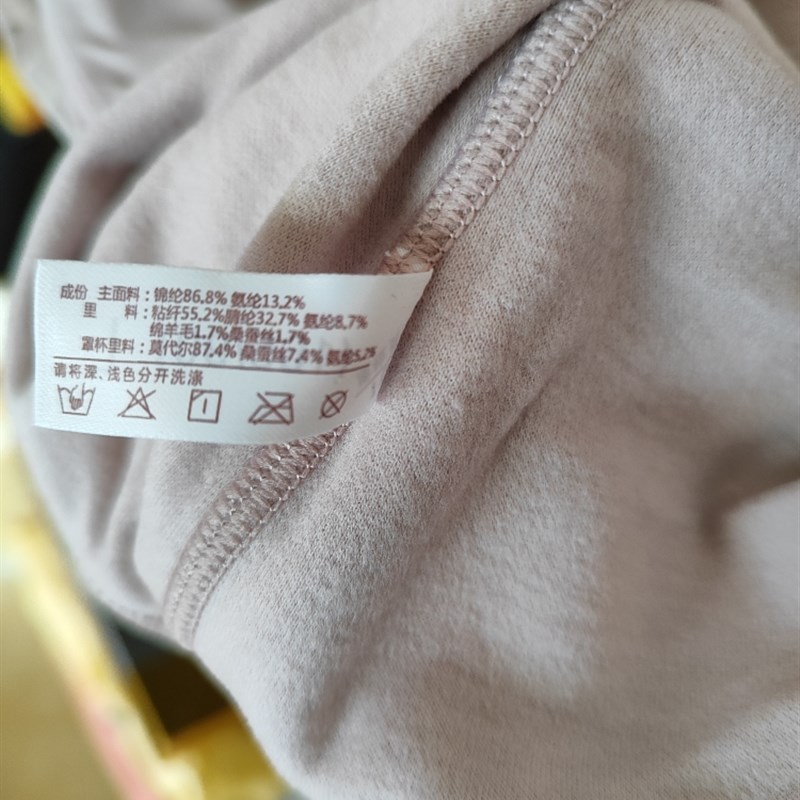 成份 主面料：锦纶86.8% 氨纶13.2%
里 料：粘纤55.2%腈纶32.7% 氨纶8.7%
绵羊毛1.7%桑蚕丝1.7%
罩杯里料：莫代尔87.4% 桑蚕丝7.4% 氨纶5.2%
请将深、浅色分开洗涤